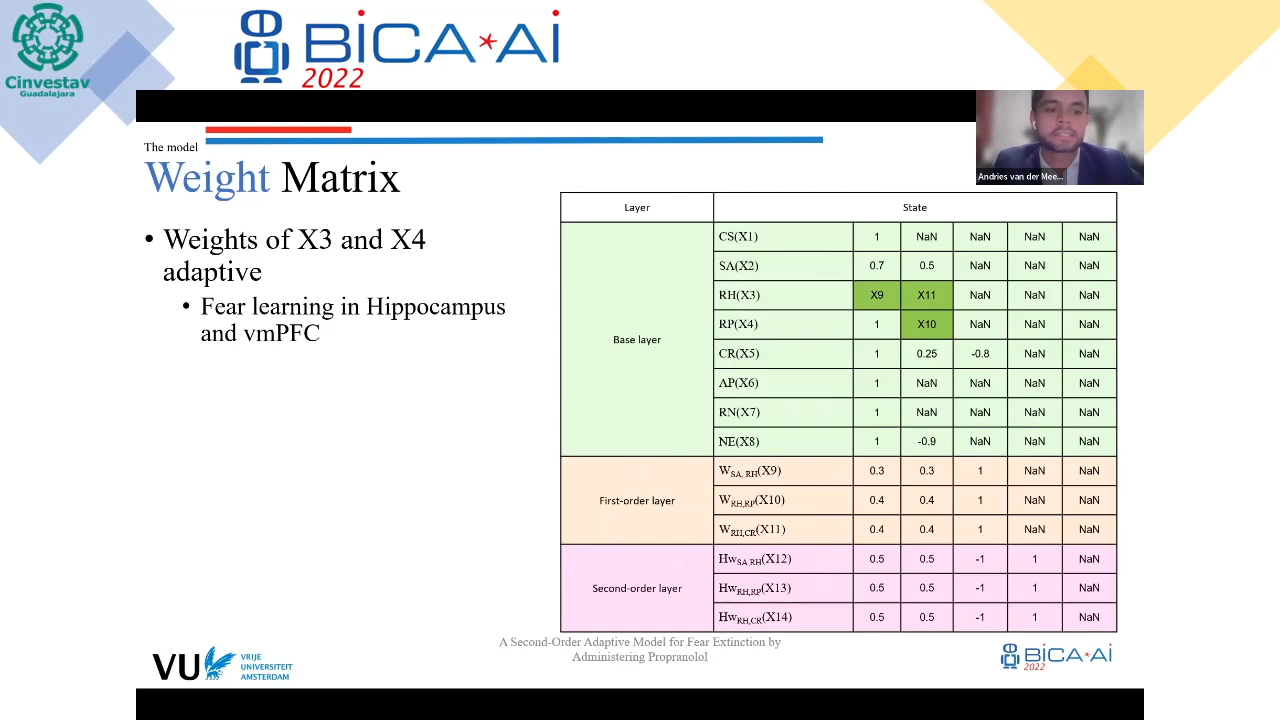 Cinvestav
Guadalajara
BiCA*Ai
2022
Andries van der Mee...
The model
Weight Matrix
• Weights of X3 and X4
adaptive
• Fear learning in Hippocampus
and vmPFC
Layer State
Base layer
CS(X1) 1 NaN NaN NaN NaN
SA(X2) 0.7 0.5 NaN NaN NaN
RH(X3) X9 X11 NaN NaN NaN
RP(X4) 1 X10 NaN NaN NaN
CR(X5) 1 0.25 -0.8 NaN NaN
AP(X6) 1 NaN NaN NaN NaN
RN(X7) 1 NaN NaN NaN NaN
NE(X8) 1 -0.9 NaN NaN NaN
First-order layer
WSA, RH(X9) 0.3 0.3 1 NaN NaN
WRH,RP(X10) 0.4 0.4 1 NaN NaN
WRH,CR(X11) 0.4 0.4 1 NaN NaN
Second-order layer
HwSA,RH(X12) 0.5 0.5 -1 1 NaN
HwRH,RP(X13) 0.5 0.5 -1 1 NaN
HwRH,CR(X14) 0.5 0.5 -1 1 NaN
VU VRIJE
UNIVERSITEIT
AMSTERDAM
A Second-Order Adaptive Model for Fear Extinction by
Administering Propranolol
BiCA*Ai
2022